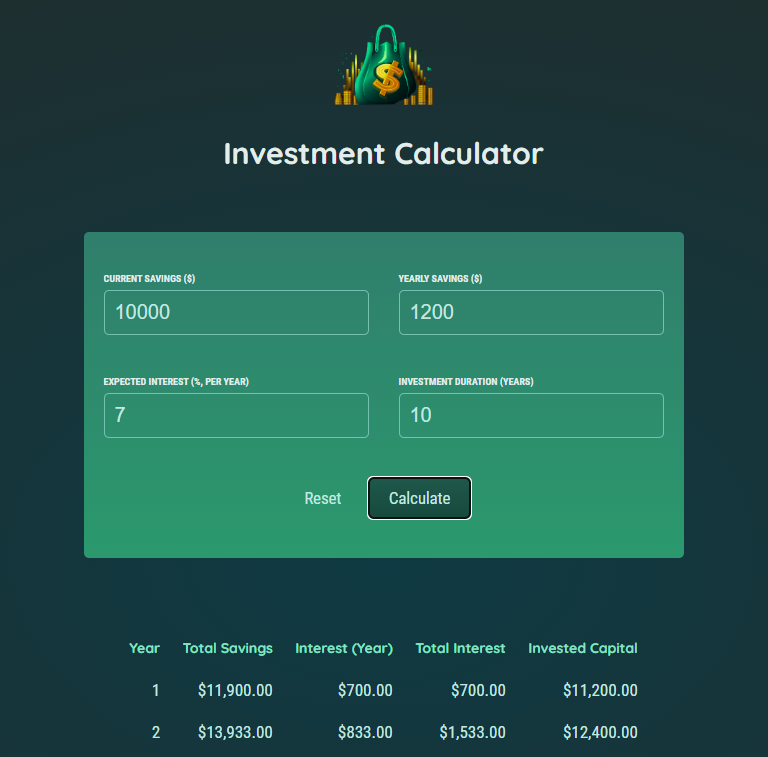 $
Investment Calculator
CURRENT SAVINGS ($) YEARLY SAVINGS ($)
10000 1200
EXPECTED INTEREST (%, PER YEAR) INVESTMENT DURATION (YEARS)
7 10
Reset Calculate
Year Total Savings Interest (Year) Total Interest Invested Capital
1 $11,900.00 $700.00 $700.00 $11,200.00
2 $13,933.00 $833.00 $1,533.00 $12,400.00